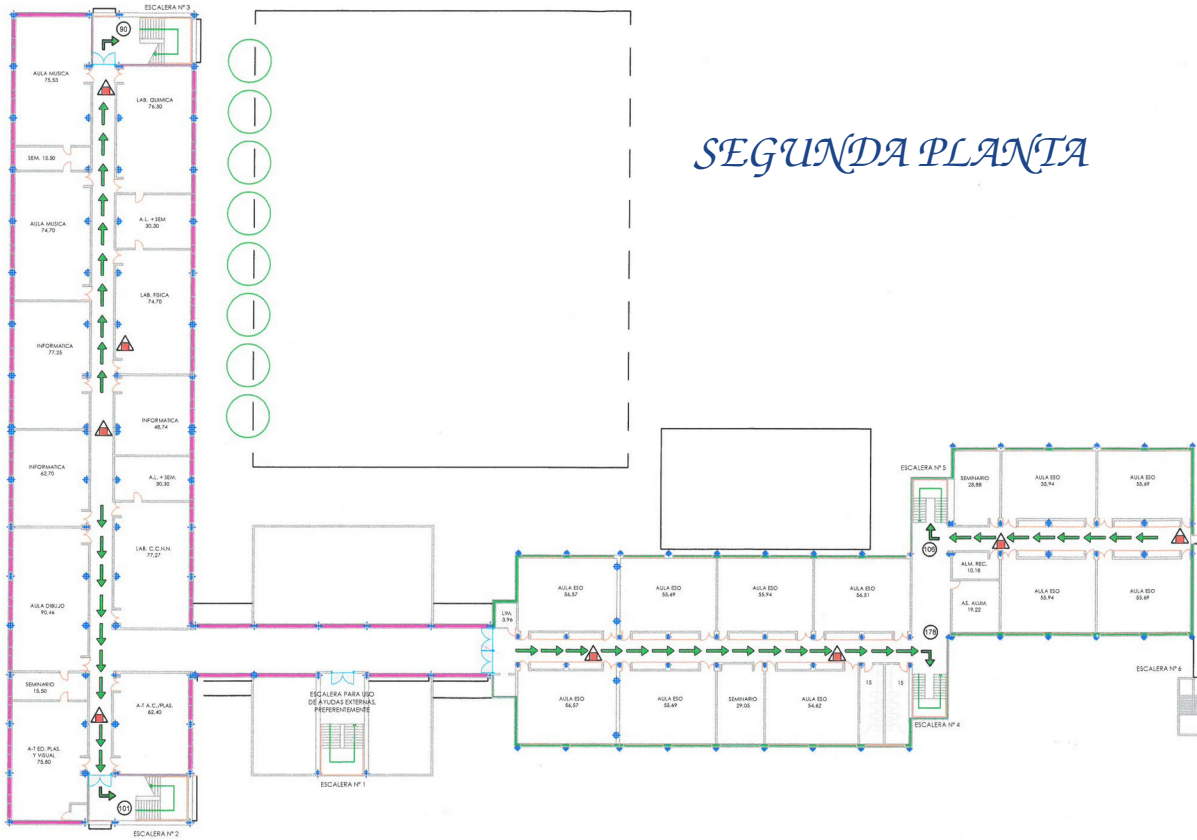 ESCALERA Nº 3
90
AULA MUSICA
75,53
LAB. QUIMICA
76,30
SEGUNDA PLANTA
SEM. 15,50
AULA MUSICA
74,70
A.L. + SEM
30,30
LAB. FISICA
74,70
INFORMATICA
77,25
INFORMATICA
48,74
INFORMATICA
62,70
A.L. + SEM.
30,30
LAB. C.C.N.N.
77,27
AULA DIBUJO
90,46
SEMINARIO
15,50
A-T A.C./PLAS.
62,40
A-T ED. PLAS.
Y VISUAL
75,80
101
ESCALERA Nº 2
ESCALERA PARA USO
DE AYUDAS EXTERNAS,
PREFERENTEMENTE
ESCALERA Nº 1
LIM.
3,96
AULA ESO
56,57
AULA ESO
55,69
AULA ESO
55,94
AULA ESO
56,31
AULA ESO
56,57
AULA ESO
55,69
SEMINARIO
29,05
AULA ESO
54,62
15
16
178
ESCALERA Nº 4
ESCALERA Nº 5
106
SEMINARIO
28,88
AULA ESO
55,94
AULA ESO
55,69
ALM. REC.
10,18
AS. ALUM.
19,22
AULA ESO
55,94
AULA ESO
55,69
ESCALERA Nº 6